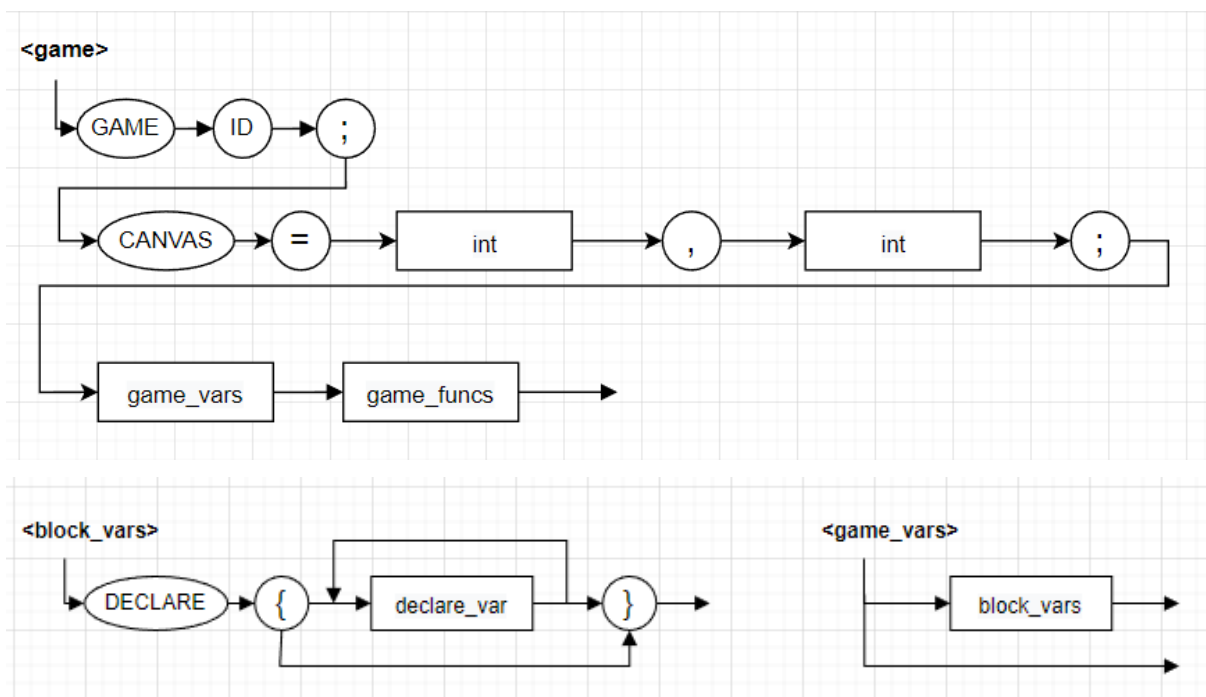 <game>
GAME ID ;
CANVAS = int , int ;
game_vars game_funcs
<block_vars> <game_vars>
DECLARE { declare_var } block_vars